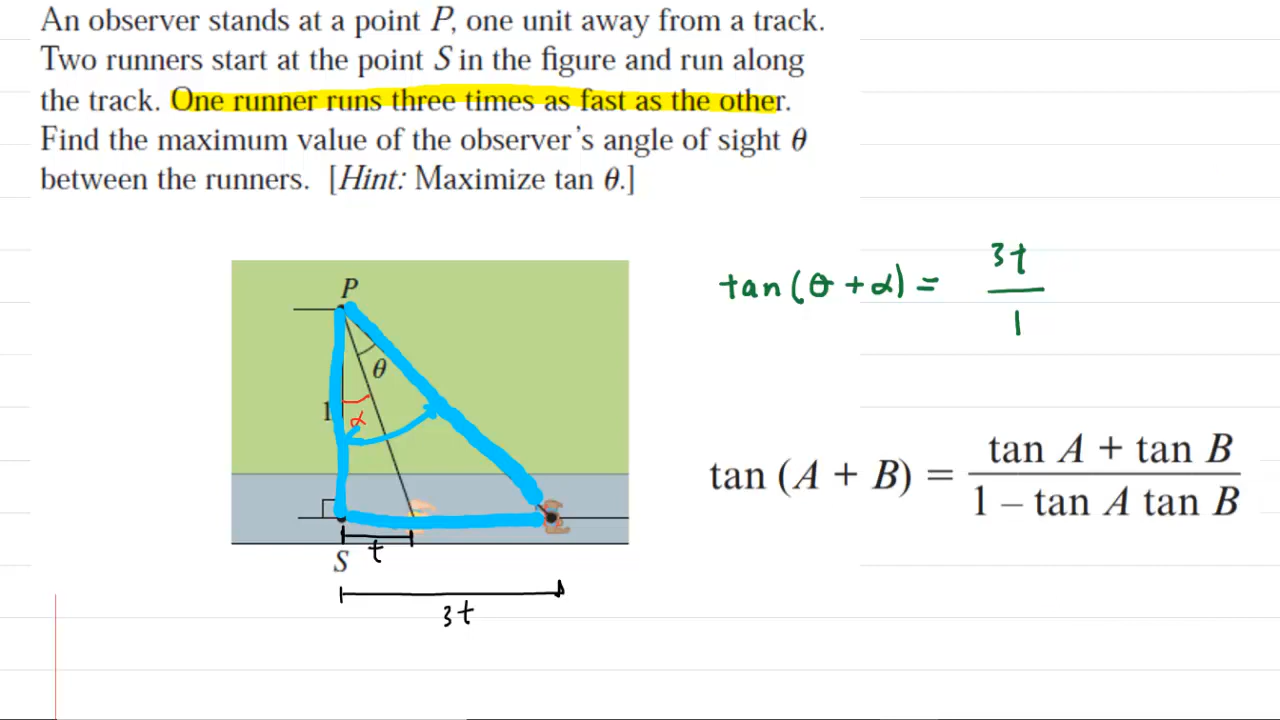 An observer stands at a point P, one unit away from a track.
Two runners start at the point S in the figure and run along
the track. One runner runs three times as fast as the other.
Find the maximum value of the observer's angle of sight θ
between the runners. [Hint: Maximize tan θ.]
tan(θ+α) = 3t/1
P
θ
1
α
tan (A + B) = tan A + tan B / 1 – tan A tan B
t
S
3t